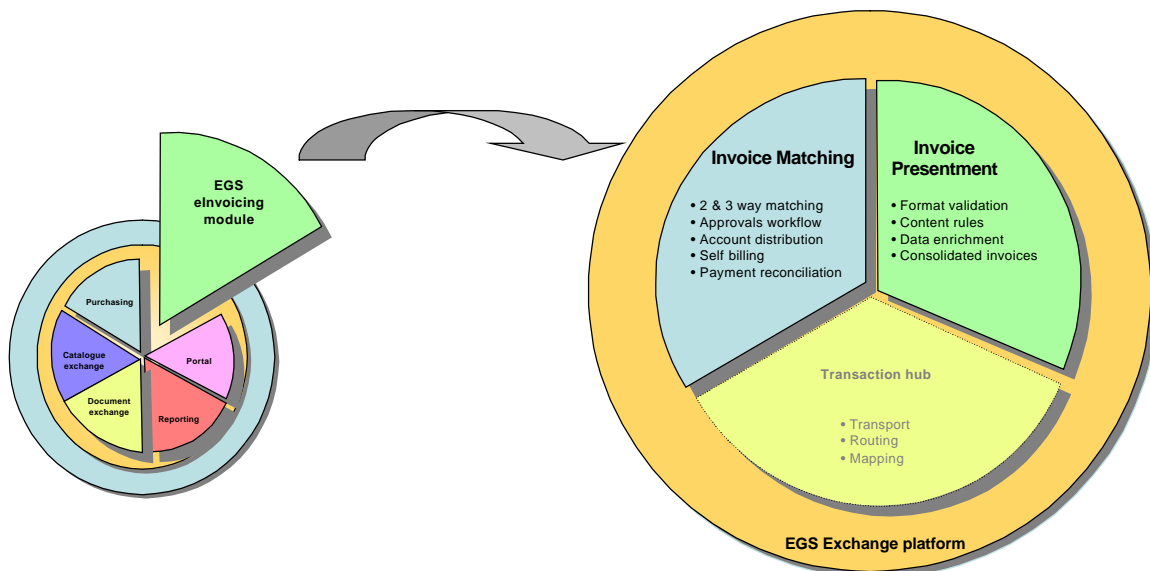 EGS
eInvoicing
module
Purchasing
Catalogue
exchange
Portal
Document
exchange
Reporting
Invoice Matching
• 2 & 3 way matching
• Approvals workflow
• Account distribution
• Self billing
• Payment reconciliation
Invoice
Presentment
• Format validation
• Content rules
• Data enrichment
• Consolidated invoices
Transaction hub
• Transport
• Routing
• Mapping
EGS Exchange platform